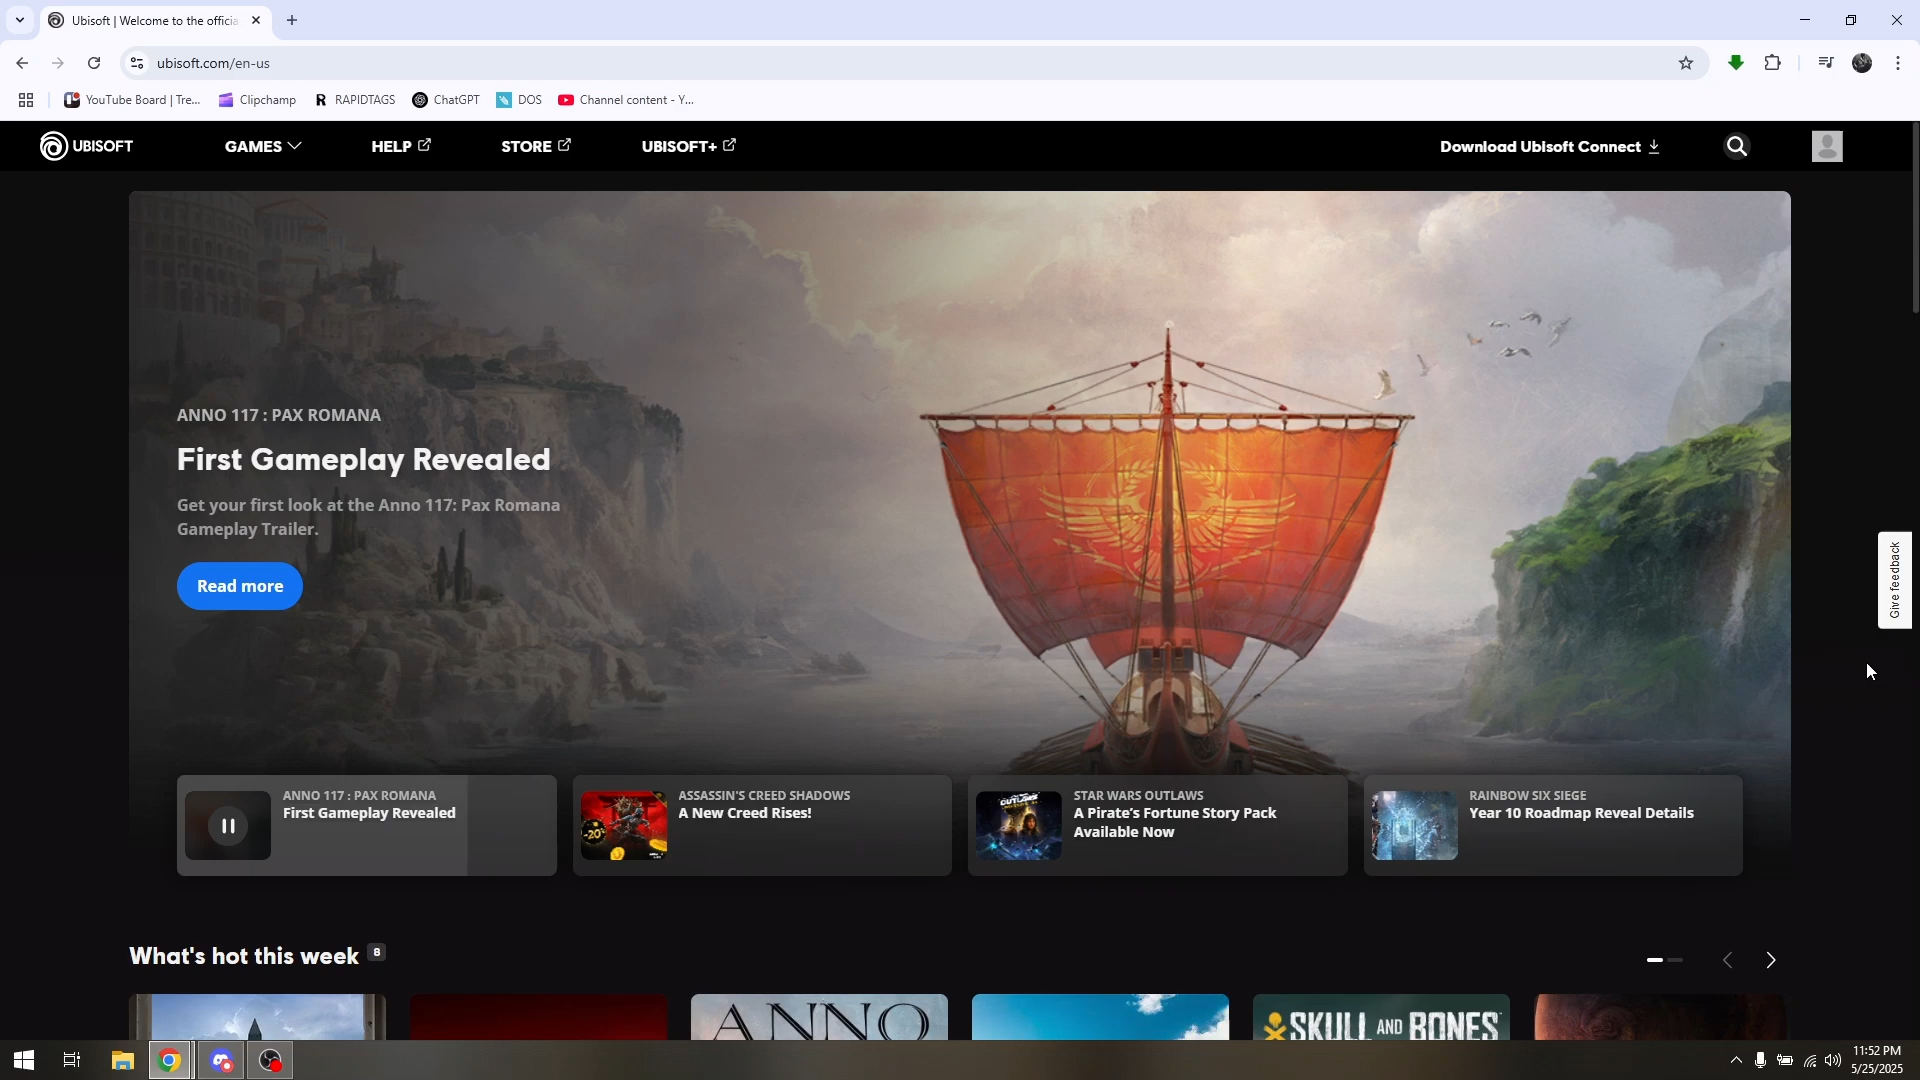 Ubisoft | Welcome to the officia
ubisoft.com/en-us
YouTube Board | Tre...
Clipchamp
RAPIDTAGS
ChatGPT
DOS
Channel content - Y...
UBISOFT
GAMES
HELP
STORE
UBISOFT+
Download Ubisoft Connect
ANNO 117 : PAX ROMANA
First Gameplay Revealed
Get your first look at the Anno 117: Pax Romana
Gameplay Trailer.
Read more
Give feedback
ANNO 117 : PAX ROMANA
First Gameplay Revealed
-20%
ASSASSIN'S CREED SHADOWS
A New Creed Rises!
OUTLAWS
STAR WARS OUTLAWS
A Pirate's Fortune Story Pack
Available Now
RAINBOW SIX SIEGE
Year 10 Roadmap Reveal Details
What's hot this week 8
ANNO
SKULL AND BONES
11:52 PM
5/25/2025